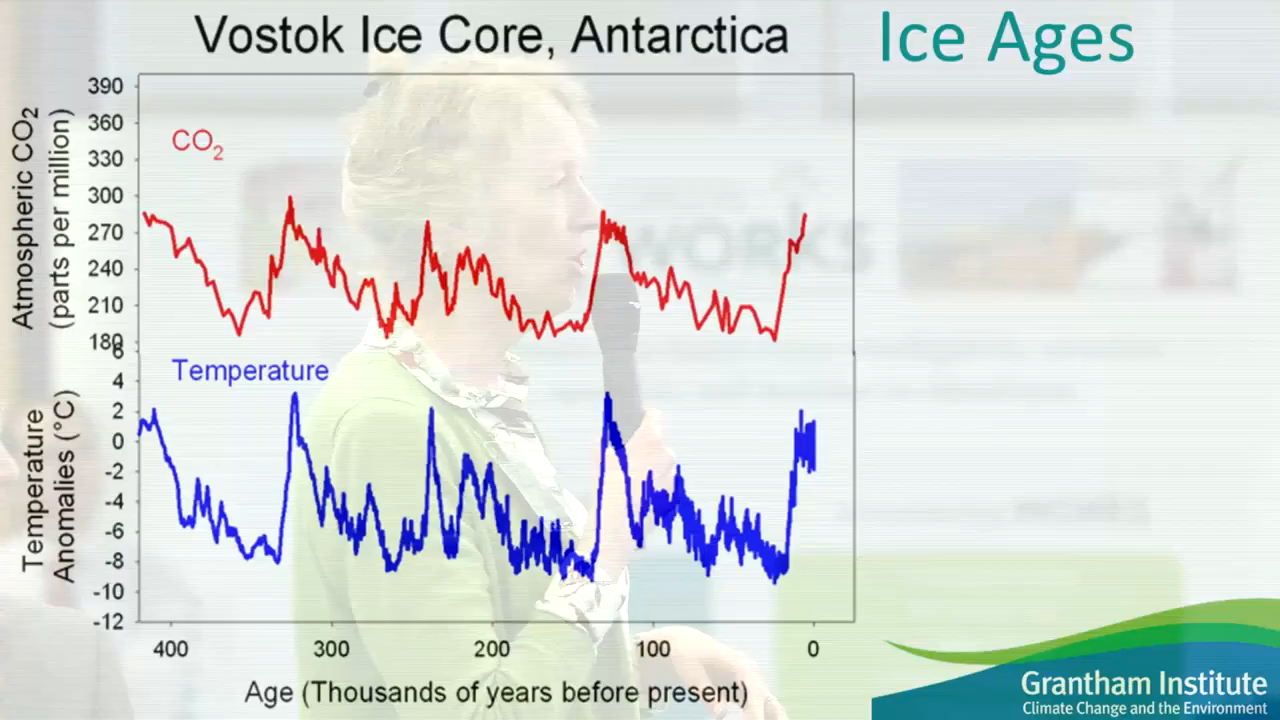 Vostok Ice Core, Antarctica
Ice Ages
Atmospheric CO2
(parts per million)
390
360
330
300
270
240
210
180
CO2
Temperature
Anomalies (°C)
6
4
2
0
-2
-4
-6
-8
-10
-12
Temperature
400 300 200 100 0
Age (Thousands of years before present)
WORKS
Grantham Institute
Climate Change and the Environment